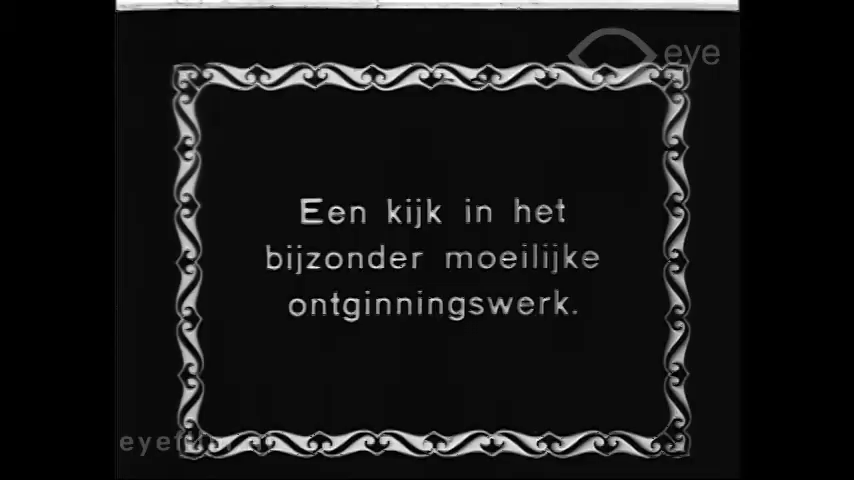 eye
Een kijk in het
bijzonder moeilijke
ontginningswerk.